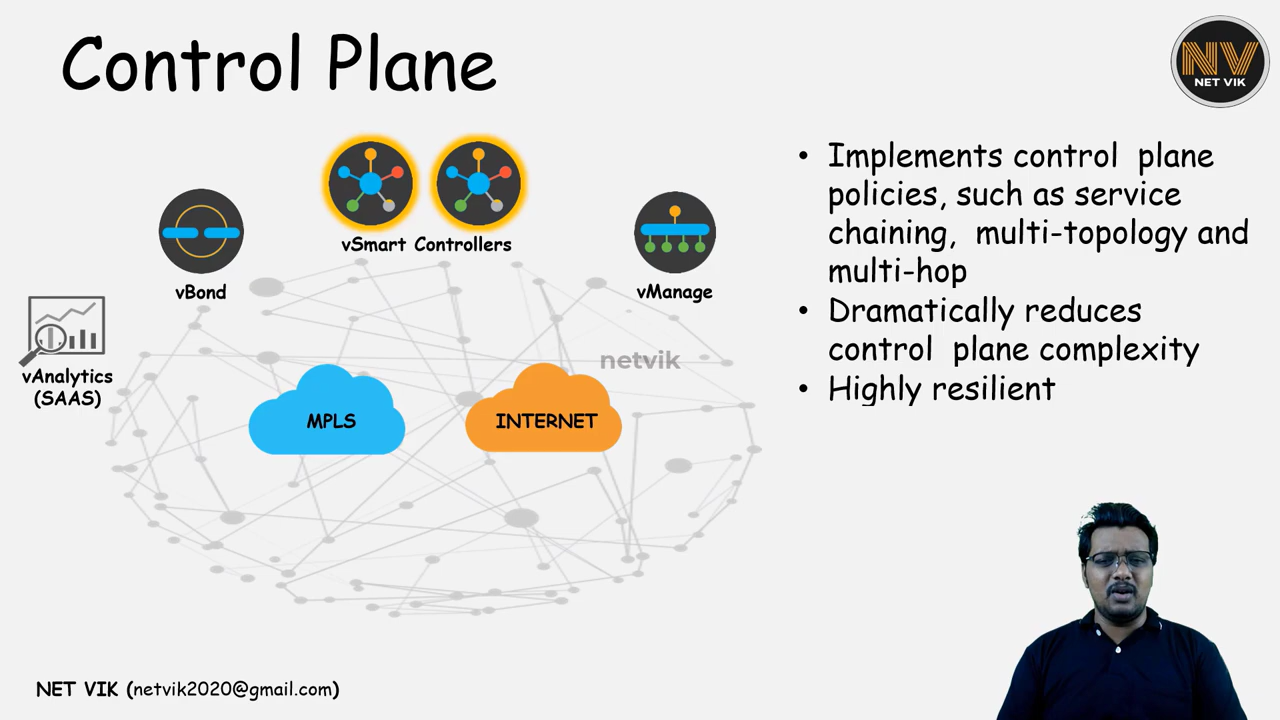 Control Plane
NV
NET VIK
vSmart Controllers
vBond
vManage
vAnalytics
(SAAS)
netvik
MPLS
INTERNET
• Implements control plane
policies, such as service
chaining, multi-topology and
multi-hop
• Dramatically reduces
control plane complexity
• Highly resilient
NET VIK (netvik2020@gmail.com)